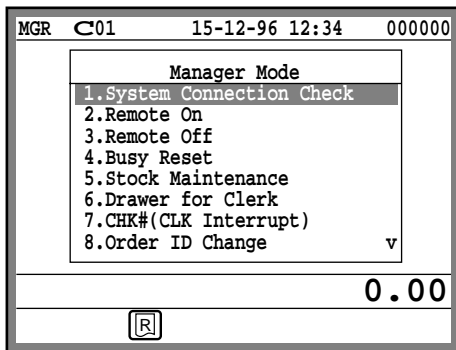 MGR C01 15-12-96 12:34 000000
Manager Mode
1.System Connection Check
2.Remote On
3.Remote Off
4.Busy Reset
5.Stock Maintenance
6.Drawer for Clerk
7.CHK#(CLK Interrupt)
8.Order ID Change v
0.00
R